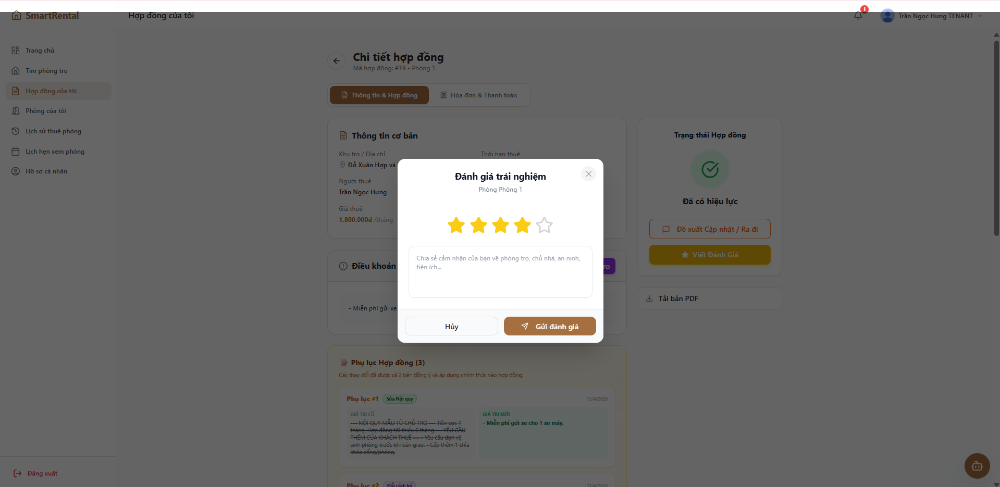 SmartRental
Hợp đồng của tôi
1
Trần Ngọc Hưng TENANT
Trang chủ
Tìm phòng trọ
Hợp đồng của tôi
Phòng của tôi
Lịch sử thuê phòng
Lịch hẹn xem phòng
Hồ sơ cá nhân
Đăng xuất
Chi tiết hợp đồng
Mã hợp đồng: #19 • Phòng 1
Thông tin & Hợp đồng
Hóa đơn & Thanh toán
Thông tin cơ bản
Khu trọ / Địa chỉ
Đỗ Xuân Hợp và
Thời hạn thuê
Người thuê
Trần Ngọc Hưng
Giá thuê
1.800.000đ /tháng
Điều khoản
ro
- Miễn phí gửi xe
Đánh giá trải nghiệm
Phòng Phòng 1
Chia sẻ cảm nhận của bạn về phòng trọ, chủ nhà, an ninh,
tiện ích...
Hủy
Gửi đánh giá
Trạng thái Hợp đồng
Đã có hiệu lực
Đề xuất Cập nhật / Ra đi
Viết Đánh Giá
Tải bản PDF
Phụ lục Hợp đồng (3)
Các thay đổi đã được cả 2 bên đồng ý và áp dụng chính thức vào hợp đồng.
Phụ lục #1
Sửa Nội quy
13/4/2026
GIÁ TRỊ CŨ
--- NỘI QUY MẪU TỪ CHỦ TRỌ --- Tiền cọc 1
tháng, Hợp đồng tối thiểu 6 tháng --- YÊU CẦU
THÊM CỦA KHÁCH THUÊ --- - Yêu cầu dọn vệ
sinh phòng trước khi bàn giao. - Cấp thêm 1 chìa
khóa cổng/phòng.
GIÁ TRỊ MỚI
- Miễn phí gửi xe cho 1 xe máy.
Phụ lục #2
Đổi cách ký
11/4/2026